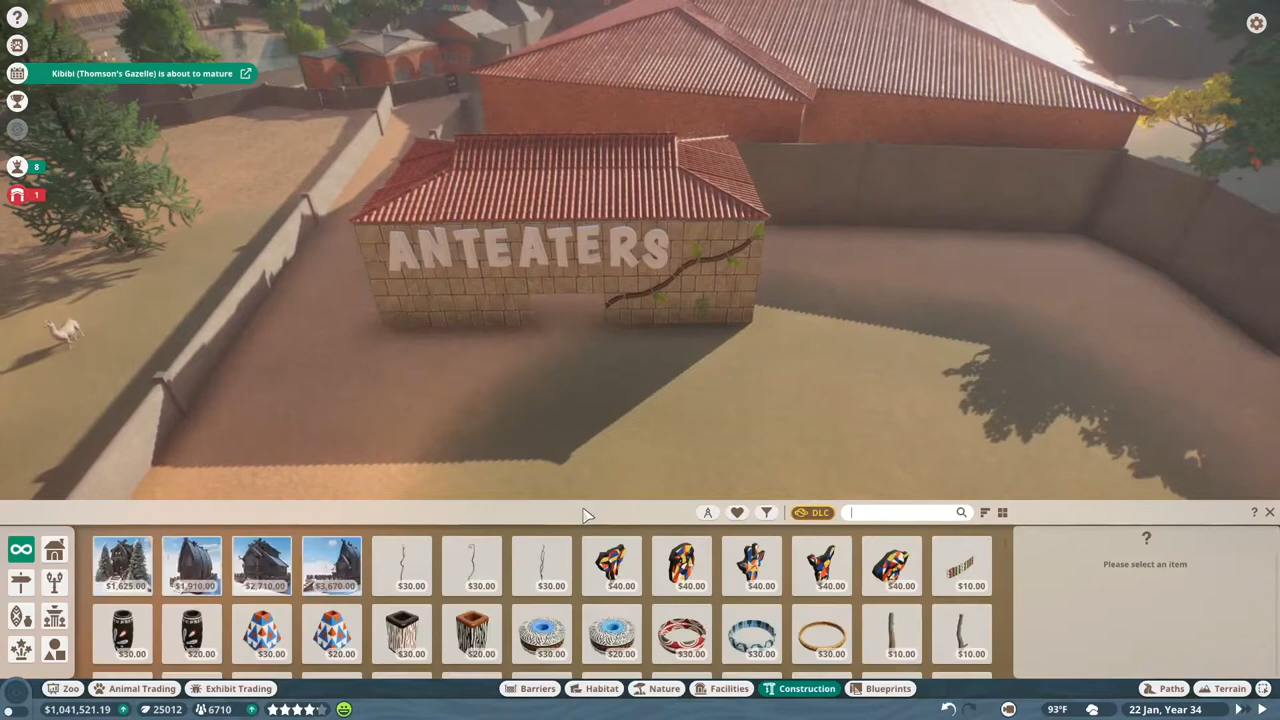 ?
Kibibi (Thomson's Gazelle) is about to mature
8
1
ANTEATERS
DLC
? ×
$1,625.00 $1,910.00 $2,710.00 $3,670.00 $30.00 $30.00 $30.00 $40.00 $40.00 $40.00 $40.00 $40.00 $10.00
?
Please select an item
$30.00 $20.00 $30.00 $20.00 $30.00 $20.00 $30.00 $20.00 $30.00 $30.00 $30.00 $10.00 $10.00
Zoo Animal Trading Exhibit Trading Barriers Habitat Nature Facilities Construction Blueprints Paths Terrain
$1,041,521.19 25012 6710 93°F 22 Jan, Year 34